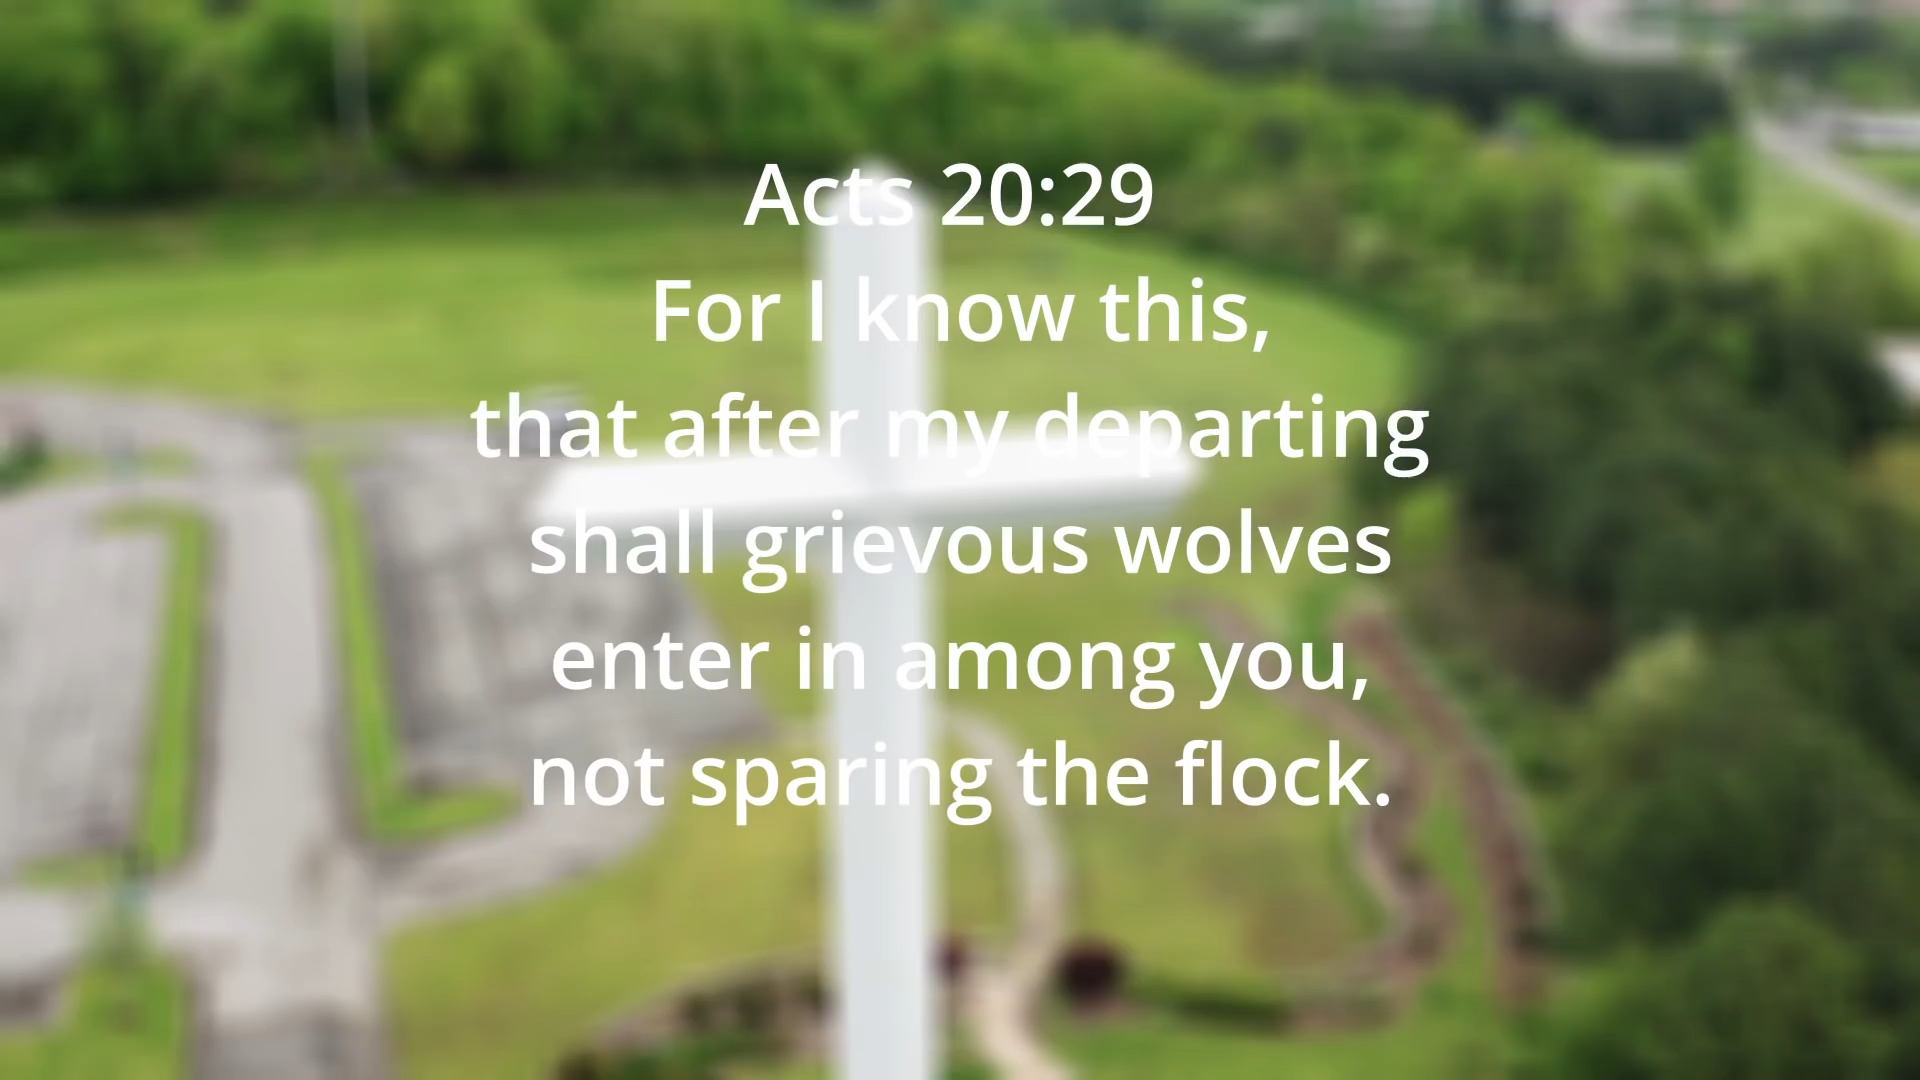 Acts 20:29
For I know this,
that after my departing
shall grievous wolves
enter in among you,
not sparing the flock.